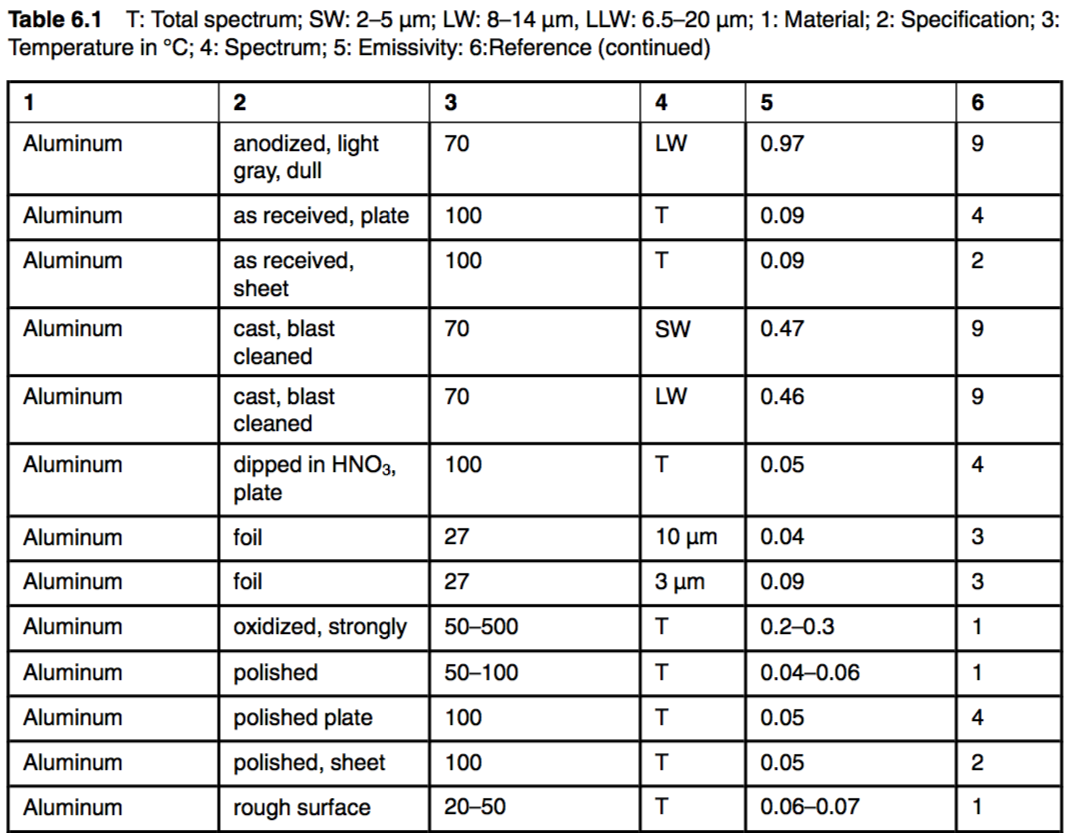 Table 6.1 T: Total spectrum; SW: 2–5 µm; LW: 8–14 µm, LLW: 6.5–20 µm; 1: Material; 2: Specification; 3:
Temperature in °C; 4: Spectrum; 5: Emissivity: 6:Reference (continued)
1 2 3 4 5 6
Aluminum anodized, light 70 LW 0.97 9
gray, dull
Aluminum as received, plate 100 T 0.09 4
Aluminum as received, 100 T 0.09 2
sheet
Aluminum cast, blast 70 SW 0.47 9
cleaned
Aluminum cast, blast 70 LW 0.46 9
cleaned
Aluminum dipped in HNO₃, 100 T 0.05 4
plate
Aluminum foil 27 10 µm 0.04 3
Aluminum foil 27 3 µm 0.09 3
Aluminum oxidized, strongly 50–500 T 0.2–0.3 1
Aluminum polished 50–100 T 0.04–0.06 1
Aluminum polished plate 100 T 0.05 4
Aluminum polished, sheet 100 T 0.05 2
Aluminum rough surface 20–50 T 0.06–0.07 1